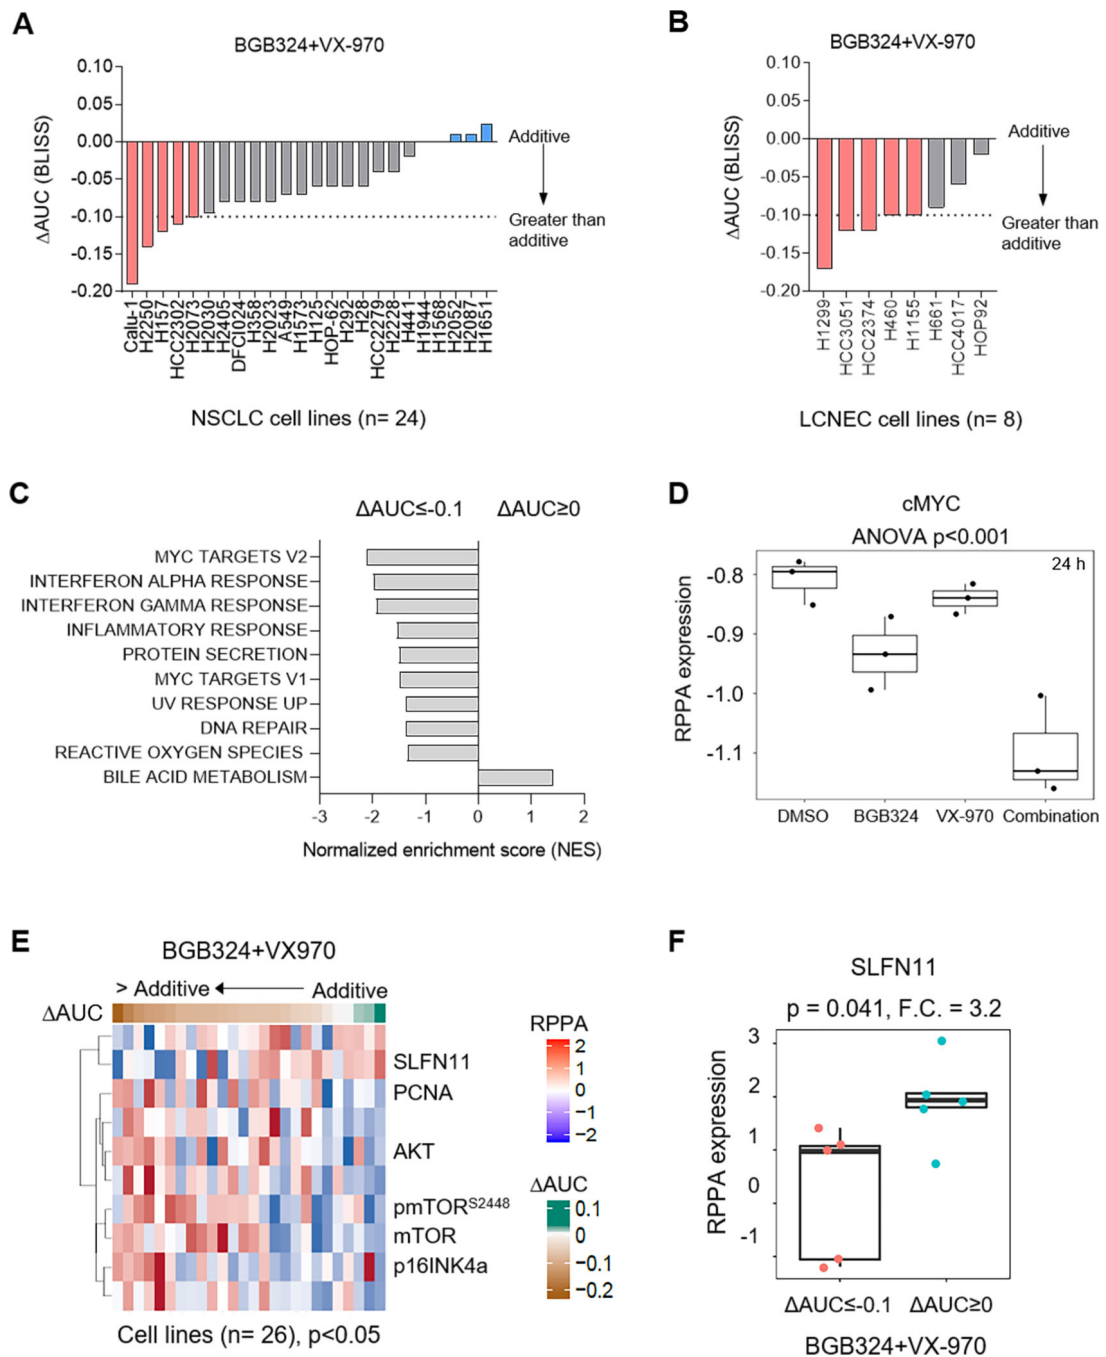 A
BGB324+VX-970
0.10
0.05
0.00
-0.05
-0.10
-0.15
-0.20
ΔAUC (BLISS)
Additive
Greater than
additive
Calu-1
H2250
H157
HCC2302
H2073
H2030
H2405
DFCI024
H358
H2023
A549
H1573
H125
HOP-62
H292
H28
HCC2279
H2228
H441
H1944
H1568
H2052
H2087
H1651
NSCLC cell lines (n= 24)
B
BGB324+VX-970
0.10
0.05
0.00
-0.05
-0.10
-0.15
-0.20
ΔAUC (BLISS)
Additive
Greater than
additive
H1299
HCC3051
HCC2374
H460
H1155
H661
HCC4017
HOP92
LCNEC cell lines (n= 8)
C
ΔAUC≤-0.1 ΔAUC≥0
MYC TARGETS V2
INTERFERON ALPHA RESPONSE
INTERFERON GAMMA RESPONSE
INFLAMMATORY RESPONSE
PROTEIN SECRETION
MYC TARGETS V1
UV RESPONSE UP
DNA REPAIR
REACTIVE OXYGEN SPECIES
BILE ACID METABOLISM
-3 -2 -1 0 1 2
Normalized enrichment score (NES)
D
cMYC
ANOVA p<0.001
24 h
-0.8
-0.9
-1.0
-1.1
RPPA expression
DMSO BGB324 VX-970 Combination
E
BGB324+VX970
> Additive Additive
ΔAUC
SLFN11
PCNA
AKT
pmTORS2448
mTOR
p16INK4a
Cell lines (n= 26), p<0.05
RPPA
2
1
0
−1
−2
ΔAUC
0.1
0
−0.1
−0.2
F
SLFN11
p = 0.041, F.C. = 3.2
3
2
1
0
-1
RPPA expression
ΔAUC≤-0.1 ΔAUC≥0
BGB324+VX-970